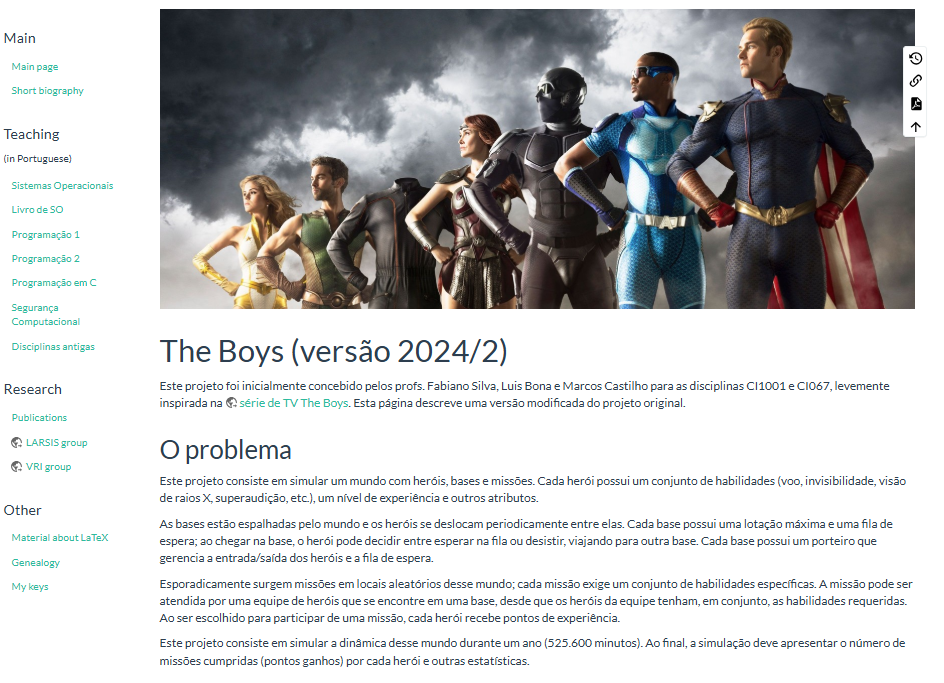 Main
Main page
Short biography
Teaching
(in Portuguese)
Sistemas Operacionais
Livro de SO
Programação 1
Programação 2
Programação em C
Segurança
Computacional
Disciplinas antigas
Research
Publications
LARSIS group
VRI group
Other
Material about LaTeX
Genealogy
My keys
The Boys (versão 2024/2)
Este projeto foi inicialmente concebido pelos profs. Fabiano Silva, Luis Bona e Marcos Castilho para as disciplinas CI1001 e CI067, levemente
inspirada na série de TV The Boys. Esta página descreve uma versão modificada do projeto original.
O problema
Este projeto consiste em simular um mundo com heróis, bases e missões. Cada herói possui um conjunto de habilidades (voo, invisibilidade, visão
de raios X, superaudição, etc.), um nível de experiência e outros atributos.
As bases estão espalhadas pelo mundo e os heróis se deslocam periodicamente entre elas. Cada base possui uma lotação máxima e uma fila de
espera; ao chegar na base, o herói pode decidir entre esperar na fila ou desistir, viajando para outra base. Cada base possui um porteiro que
gerencia a entrada/saída dos heróis e a fila de espera.
Esporadicamente surgem missões em locais aleatórios desse mundo; cada missão exige um conjunto de habilidades específicas. A missão pode ser
atendida por uma equipe de heróis que se encontre em uma base, desde que os heróis da equipe tenham, em conjunto, as habilidades requeridas.
Ao ser escolhido para participar de uma missão, cada herói recebe pontos de experiência.
Este projeto consiste em simular a dinâmica desse mundo durante um ano (525.600 minutos). Ao final, a simulação deve apresentar o número de
missões cumpridas (pontos ganhos) por cada herói e outras estatísticas.